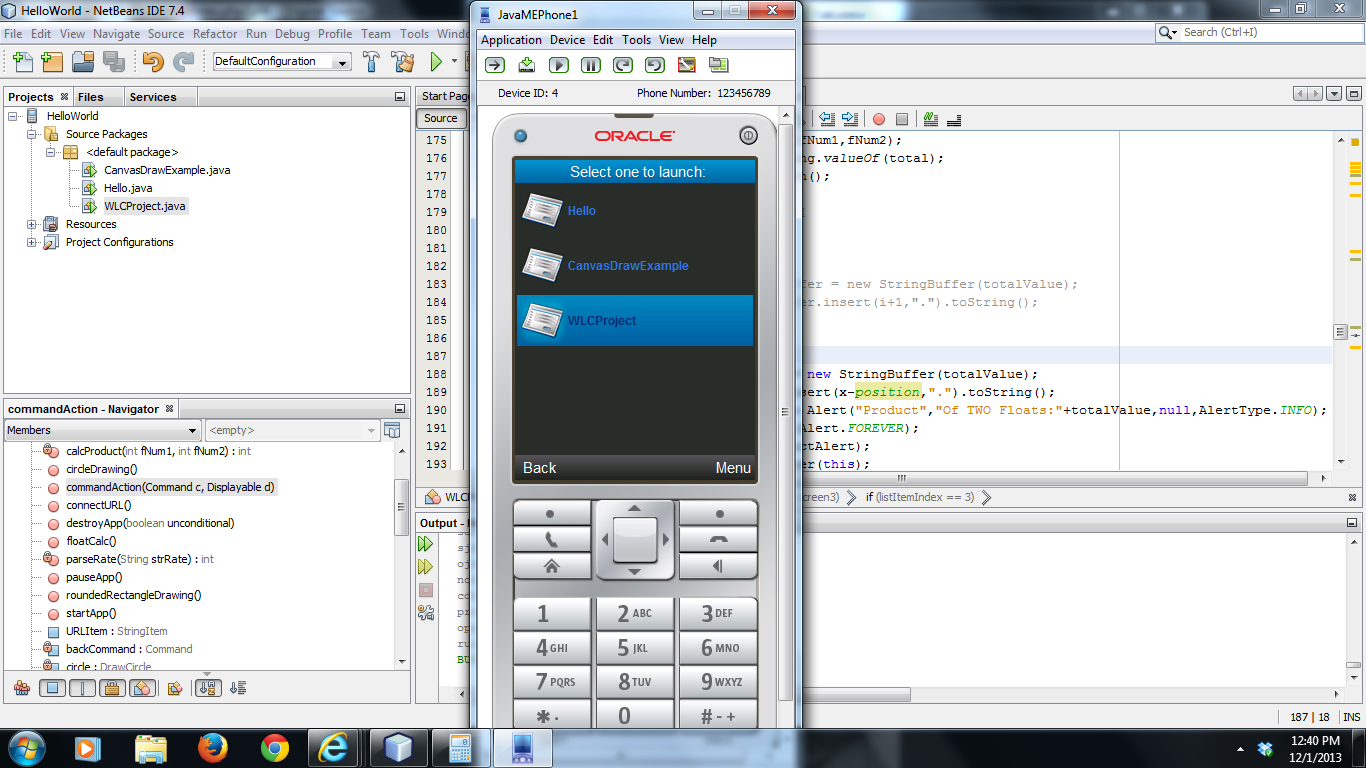 HelloWorld - NetBeans IDE 7.4
File Edit View Navigate Source Refactor Run Debug Profile Team Tools
Search (Ctrl+I)
DefaultConfiguration
Projects Files Services
HelloWorld
Source Packages
<default package>
CanvasDrawExample.java
Hello.java
WLCProject.java
Resources
Project Configurations
commandAction - Navigator
Members
<empty>
calcProduct(int fNum1, int fNum2) : int
circleDrawing()
commandAction(Command c, Displayable d)
connectURL()
destroyApp(boolean unconditional)
floatCalc()
parseRate(String strRate) : int
pauseApp()
roundedRectangleDrawing()
startApp()
URLItem : StringItem
backCommand : Command
circle : DrawCircle
Start Pag
Source
175
176
177
178
179
180
181
182
183
184
185
186
187
188
189
190
191
192
193
WLC
Output -
JavaMEPhone1
Application Device Edit Tools View Help
Device ID: 4 Phone Number: 123456789
ORACLE
Select one to launch:
Hello
CanvasDrawExample
WLCProject
Back Menu
1 2 ABC 3 DEF
4 GHI 5 JKL 6 MNO
7 PQRS 8 TUV 9 WXYZ
* . 0 # - +
Num1,fNum2);
g.valueOf(total);
();
er = new StringBuffer(totalValue);
er.insert(i+1,".").toString();
new StringBuffer(totalValue);
sert(x-position,".").toString();
Alert("Product","Of TWO Floats:"+totalValue,null,AlertType.INFO);
lert.FOREVER);
ctAlert);
er(this);
creen3) if (listItemIndex == 3)
187 | 18 INS
12:40 PM
12/1/2013